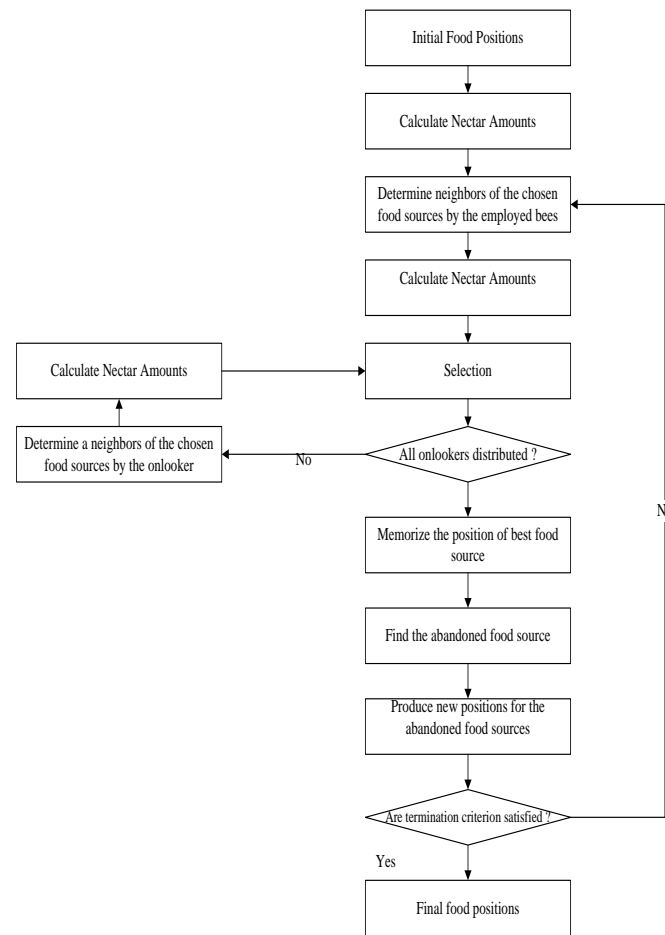 Initial Food Positions
Calculate Nectar Amounts
Determine neighbors of the chosen
food sources by the employed bees
Calculate Nectar Amounts
Calculate Nectar Amounts
Selection
Determine a neighbors of the chosen
food sources by the onlooker
No
All onlookers distributed ?
Memorize the position of best food
source
N
Find the abandoned food source
Produce new positions for the
abandoned food sources
Are termination criterion satisfied ?
Yes
Final food positions